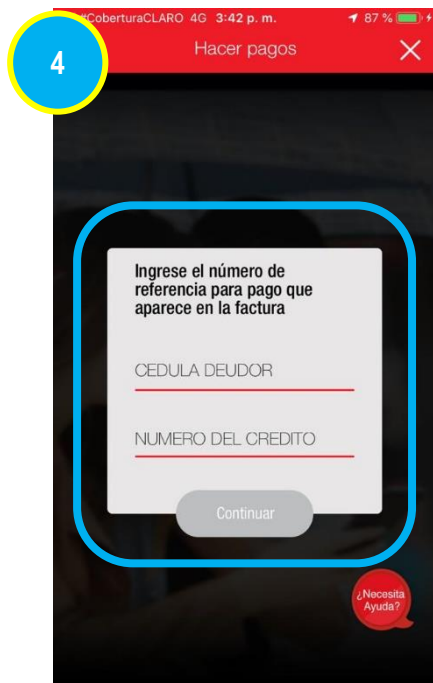 #CoberturaCLARO 4G 3:42 p. m. 87 %
4
Hacer pagos
Ingrese el número de
referencia para pago que
aparece en la factura
CEDULA DEUDOR
NUMERO DEL CREDITO
Continuar
¿Necesita
Ayuda?